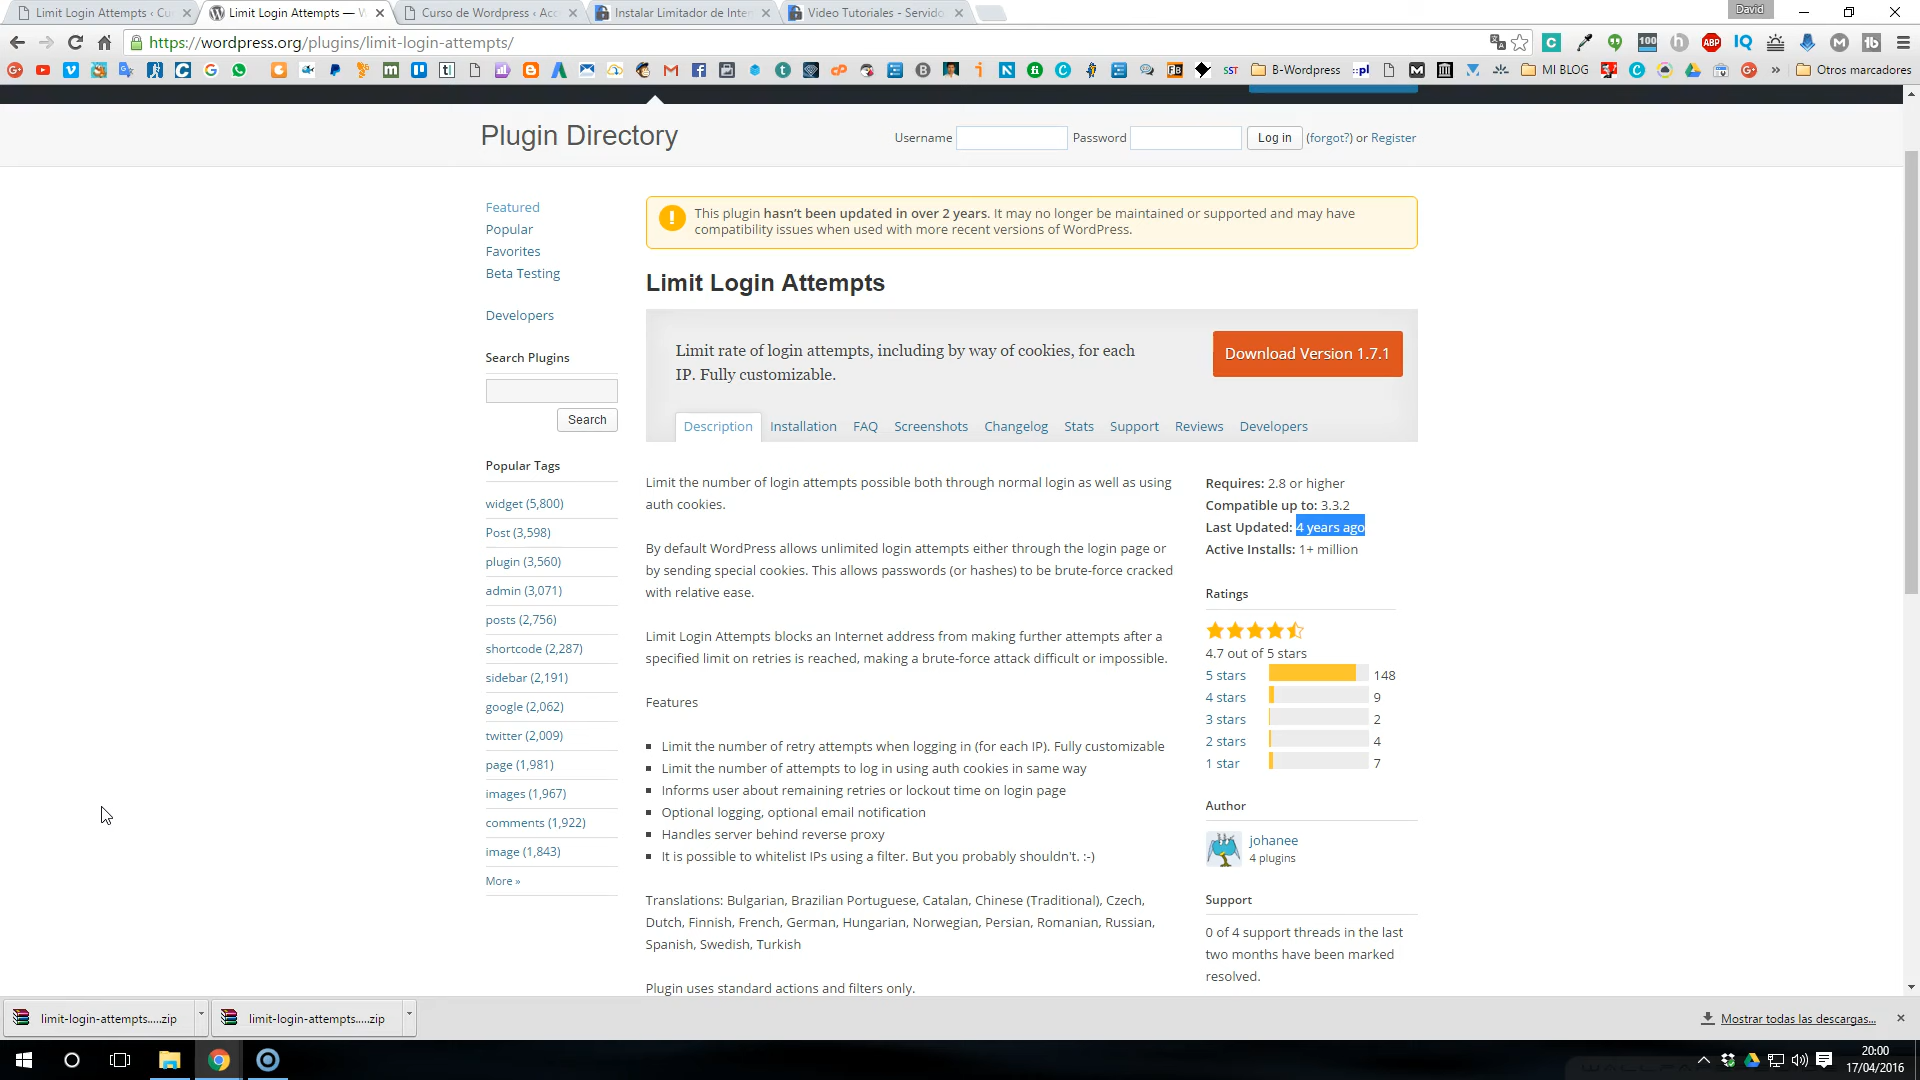 Limit Login Attempts ‹ Cu
Limit Login Attempts — W
Curso de Wordpress ‹ Acc
Instalar Limitador de Inten
Video Tutoriales - Servido
David
https://wordpress.org/plugins/limit-login-attempts/
B-Wordpress
MI BLOG
Otros marcadores
Plugin Directory
Username
Password
Log in
(forgot?) or Register
Featured
Popular
Favorites
Beta Testing
Developers
Search Plugins
Search
Popular Tags
widget (5,800)
Post (3,598)
plugin (3,560)
admin (3,071)
posts (2,756)
shortcode (2,287)
sidebar (2,191)
google (2,062)
twitter (2,009)
page (1,981)
images (1,967)
comments (1,922)
image (1,843)
More »
This plugin hasn't been updated in over 2 years. It may no longer be maintained or supported and may have
compatibility issues when used with more recent versions of WordPress.
Limit Login Attempts
Limit rate of login attempts, including by way of cookies, for each
IP. Fully customizable.
Download Version 1.7.1
Description Installation FAQ Screenshots Changelog Stats Support Reviews Developers
Limit the number of login attempts possible both through normal login as well as using
auth cookies.
By default WordPress allows unlimited login attempts either through the login page or
by sending special cookies. This allows passwords (or hashes) to be brute-force cracked
with relative ease.
Limit Login Attempts blocks an Internet address from making further attempts after a
specified limit on retries is reached, making a brute-force attack difficult or impossible.
Features
Limit the number of retry attempts when logging in (for each IP). Fully customizable
Limit the number of attempts to log in using auth cookies in same way
Informs user about remaining retries or lockout time on login page
Optional logging, optional email notification
Handles server behind reverse proxy
It is possible to whitelist IPs using a filter. But you probably shouldn't. :-)
Translations: Bulgarian, Brazilian Portuguese, Catalan, Chinese (Traditional), Czech,
Dutch, Finnish, French, German, Hungarian, Norwegian, Persian, Romanian, Russian,
Spanish, Swedish, Turkish
Plugin uses standard actions and filters only.
Requires: 2.8 or higher
Compatible up to: 3.3.2
Last Updated: 4 years ago
Active Installs: 1+ million
Ratings
4.7 out of 5 stars
5 stars 148
4 stars 9
3 stars 2
2 stars 4
1 star 7
Author
johanee
4 plugins
Support
0 of 4 support threads in the last
two months have been marked
resolved.
limit-login-attempts.....zip
limit-login-attempts.....zip
Mostrar todas las descargas...
20:00
17/04/2016